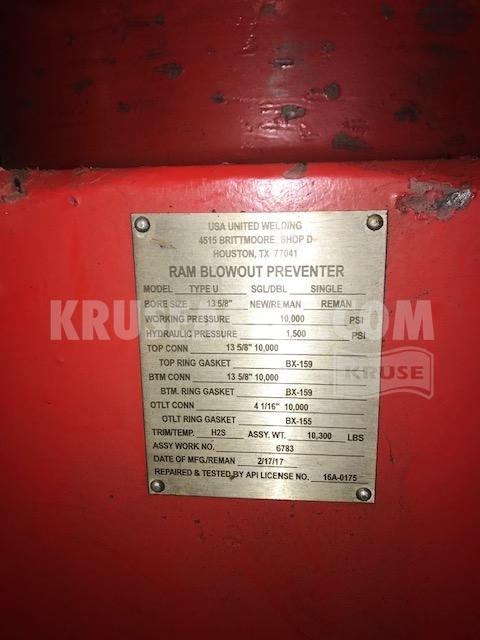 USA UNITED WELDING
4515 BRITTMOORE, SHOP D
HOUSTON, TX 77041
RAM BLOWOUT PREVENTER
MODEL TYPE U SGL/DBL SINGLE
BORE SIZE 13 5/8" NEW/REMAN REMAN
WORKING PRESSURE 10,000 PSI
HYDRAULIC PRESSURE 1,500 PSI
TOP CONN 13 5/8" 10,000
TOP RING GASKET BX-159
BTM CONN 13 5/8" 10,000
BTM. RING GASKET BX-159
OTLT CONN 4 1/16" 10,000
OTLT RING GASKET BX-155
TRIM/TEMP. H2S ASSY. WT. 10,300 LBS
ASSY WORK NO. 6783
DATE OF MFG./REMAN 2/17/17
REPAIRED & TESTED BY API LICENSE NO. 16A-0175
KRUSE